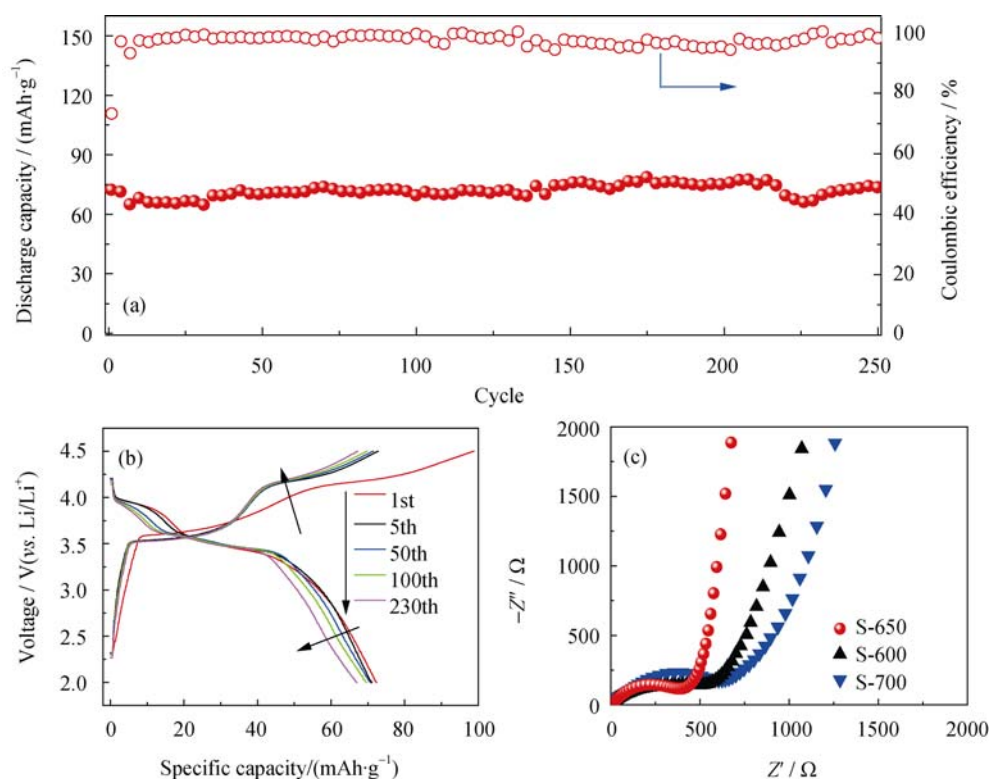 150
120
90
60
30
0
Discharge capacity / (mAh·g⁻¹)
(a)
100
80
60
40
20
0
Coulombic efficiency / %
0 50 100 150 200 250
Cycle
4.5
4.0
3.5
3.0
2.5
2.0
Voltage / V(vs. Li/Li⁺)
(b)
1st
5th
50th
100th
230th
0 20 40 60 80 100
Specific capacity/(mAh·g⁻¹)
2000
1500
1000
500
0
−Z″ / Ω
(c)
S-650
S-600
S-700
0 500 1000 1500 2000
Z′ / Ω